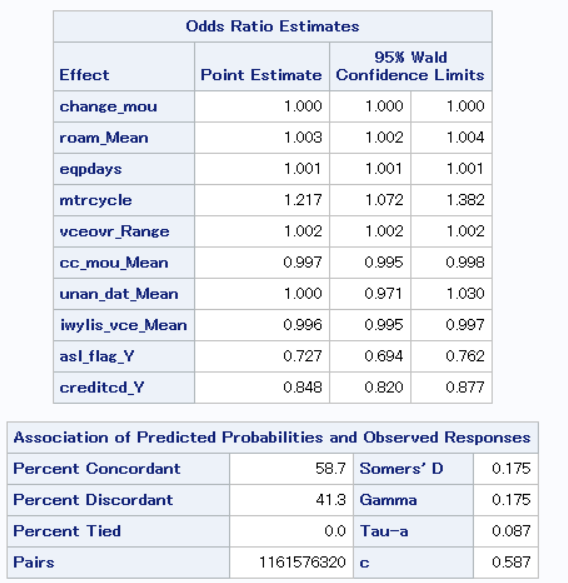 Odds Ratio Estimates
Effect Point Estimate 95% Wald Confidence Limits
change_mou 1.000 1.000 1.000
roam_Mean 1.003 1.002 1.004
eqpdays 1.001 1.001 1.001
mtrcycle 1.217 1.072 1.382
vceovr_Range 1.002 1.002 1.002
cc_mou_Mean 0.997 0.995 0.998
unan_dat_Mean 1.000 0.971 1.030
iwylis_vce_Mean 0.996 0.995 0.997
asl_flag_Y 0.727 0.694 0.762
creditcd_Y 0.848 0.820 0.877
Association of Predicted Probabilities and Observed Responses
Percent Concordant 58.7 Somers' D 0.175
Percent Discordant 41.3 Gamma 0.175
Percent Tied 0.0 Tau-a 0.087
Pairs 1161576320 c 0.587